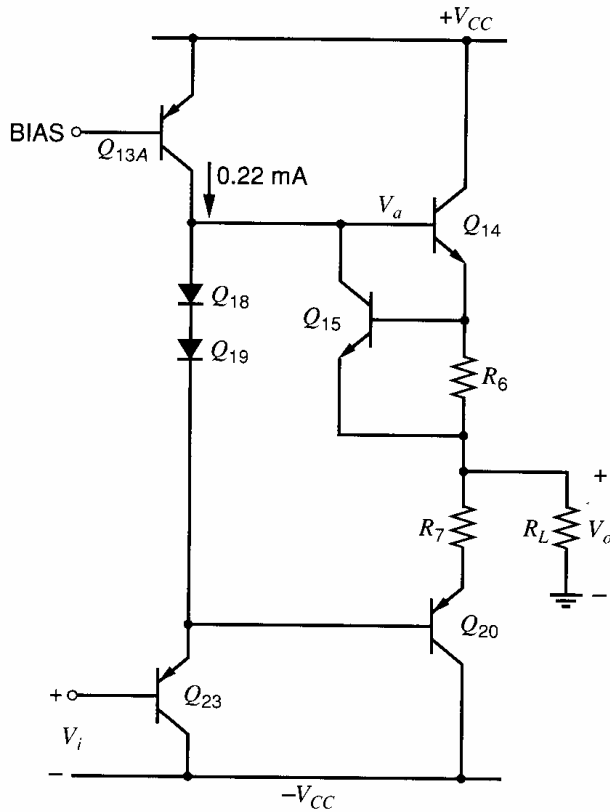 +V_CC
BIAS
Q_13A
0.22 mA
V_a
Q_14
Q_18
Q_15
Q_19
R_6
+
R_7
R_L
V_o
−
Q_20
+
Q_23
V_i
−
−V_CC